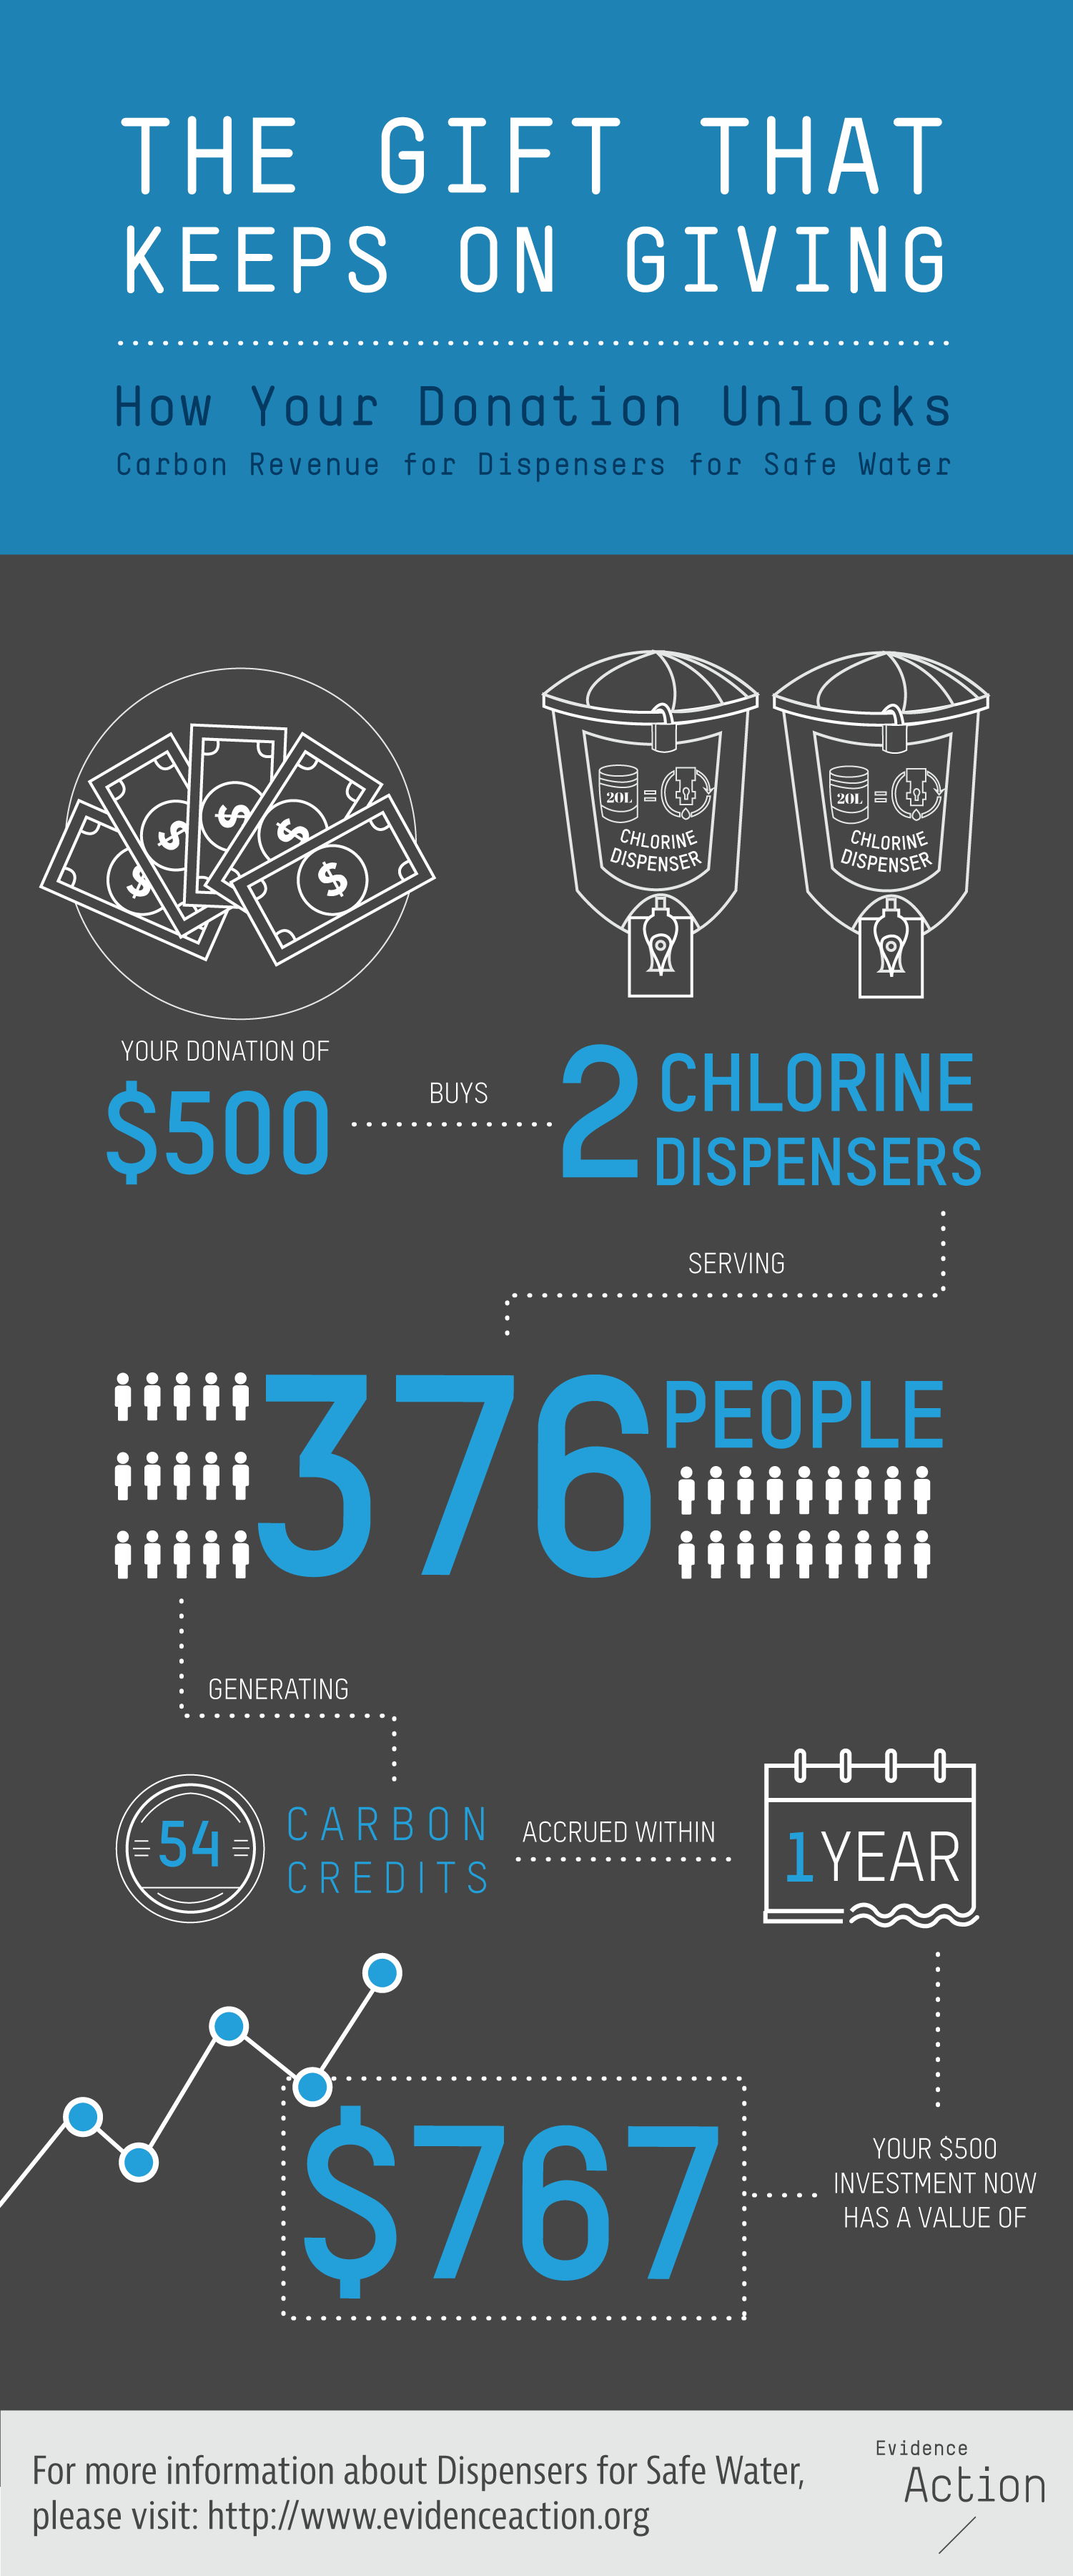 THE GIFT THAT
KEEPS ON GIVING
How Your Donation Unlocks
Carbon Revenue for Dispensers for Safe Water
$
$
$
$
$
20L
=
CHLORINE
DISPENSER
20L
=
CHLORINE
DISPENSER
YOUR DONATION OF
$500
BUYS
2 CHLORINE
DISPENSERS
SERVING
376 PEOPLE
GENERATING
54
CARBON
CREDITS
ACCRUED WITHIN
1 YEAR
YOUR $500
INVESTMENT NOW
HAS A VALUE OF
$767
For more information about Dispensers for Safe Water,
please visit: http://www.evidenceaction.org
Evidence
Action